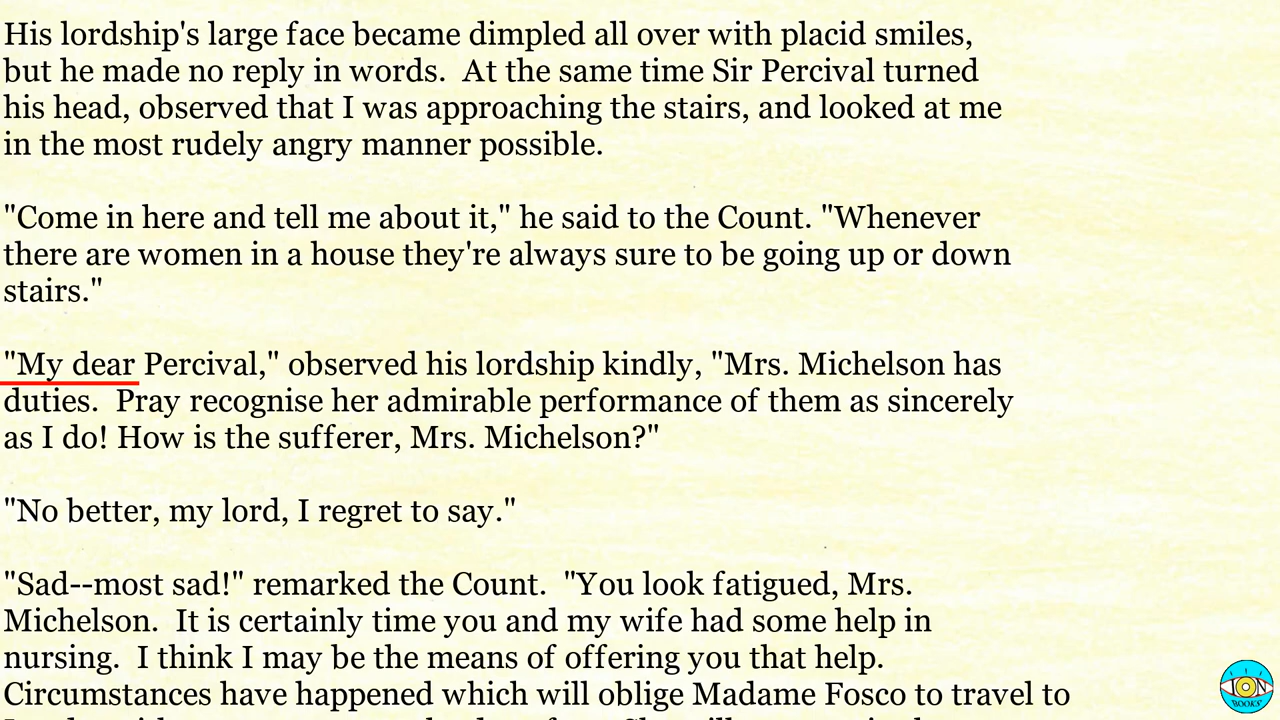 His lordship's large face became dimpled all over with placid smiles,
but he made no reply in words.  At the same time Sir Percival turned
his head, observed that I was approaching the stairs, and looked at me
in the most rudely angry manner possible.
"Come in here and tell me about it," he said to the Count. "Whenever
there are women in a house they're always sure to be going up or down
stairs."
"My dear Percival," observed his lordship kindly, "Mrs. Michelson has
duties.  Pray recognise her admirable performance of them as sincerely
as I do! How is the sufferer, Mrs. Michelson?"
"No better, my lord, I regret to say."
"Sad--most sad!" remarked the Count.  "You look fatigued, Mrs.
Michelson.  It is certainly time you and my wife had some help in
nursing.  I think I may be the means of offering you that help.
Circumstances have happened which will oblige Madame Fosco to travel to
ION
BOOKS